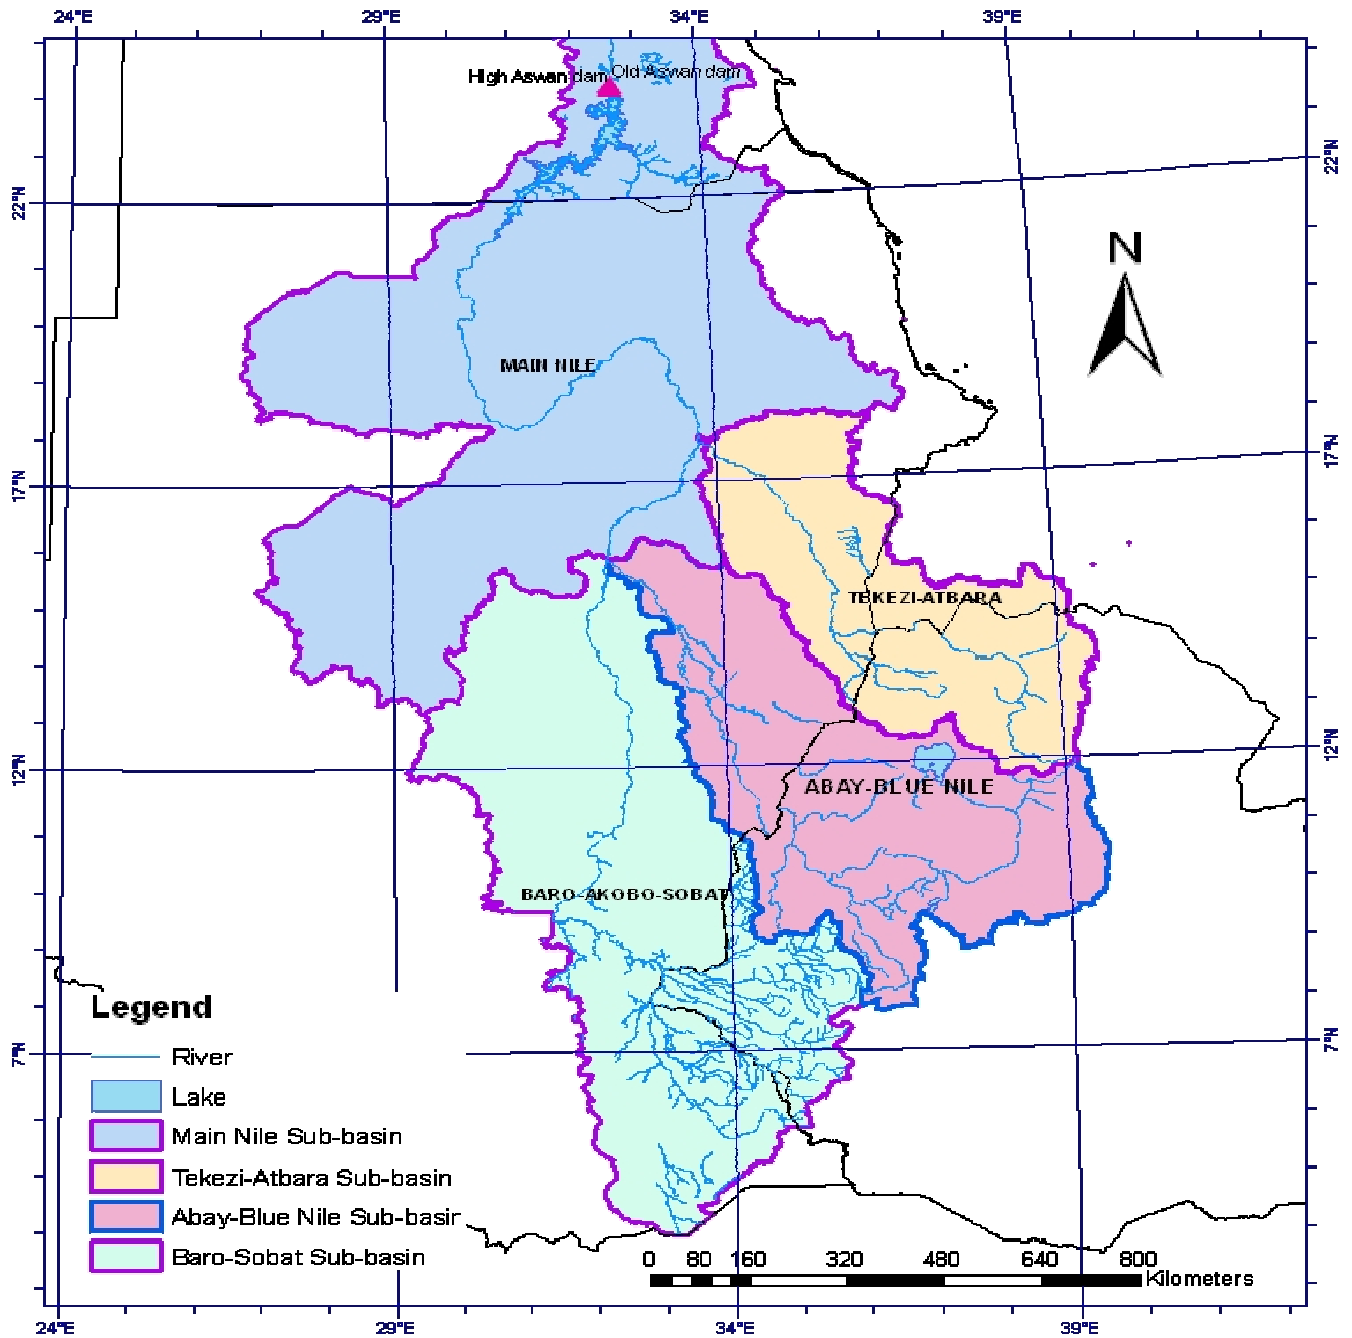 24°E 29°E 34°E 39°E
High Aswan dam Old Aswan dam
22°N
22°N
N
MAIN NILE
17°N
17°N
TEKEZI-ATBARA
12°N
12°N
ABAY-BLUE NILE
BARO-AKOBO-SOBAT
7°N
7°N
Legend
River
Lake
Main Nile Sub-basin
Tekezi-Atbara Sub-basin
Abay-Blue Nile Sub-basir
Baro-Sobat Sub-basin
0 80 160 320 480 640 800
Kilometers
24°E 29°E 34°E 39°E